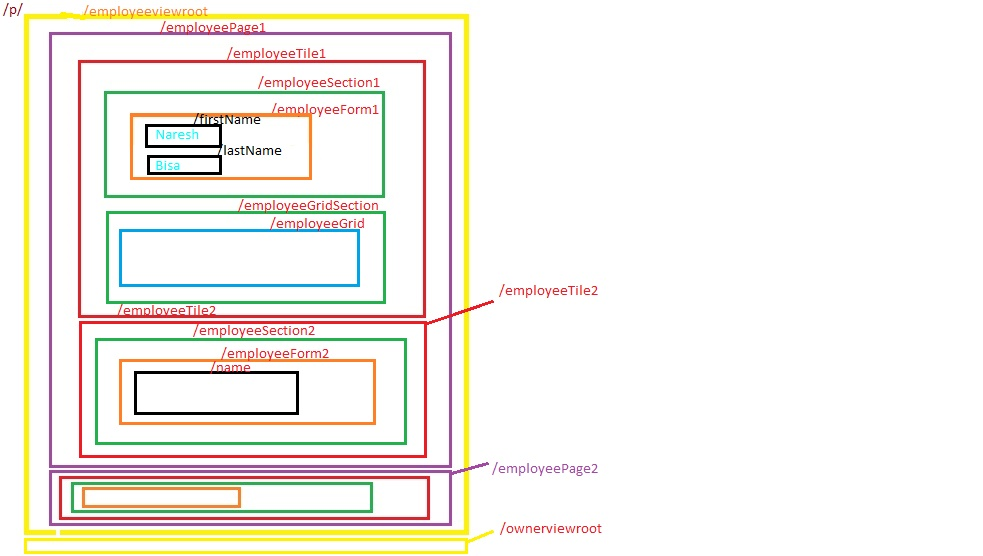 /p/
/employeeviewroot
/employeePage1
/employeeTile1
/employeeSection1
/employeeForm1
/firstName
Naresh
/lastName
Bisa
/employeeGridSection
/employeeGrid
/employeeTile2
/employeeTile2
/employeeSection2
/employeeForm2
/name
/employeePage2
/ownerviewroot